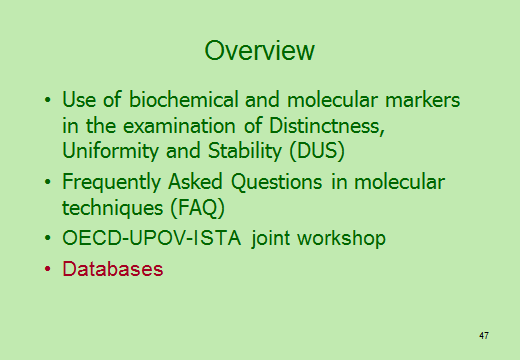 Overview
• Use of biochemical and molecular markers
in the examination of Distinctness,
Uniformity and Stability (DUS)
• Frequently Asked Questions in molecular
techniques (FAQ)
• OECD-UPOV-ISTA joint workshop
• Databases
47